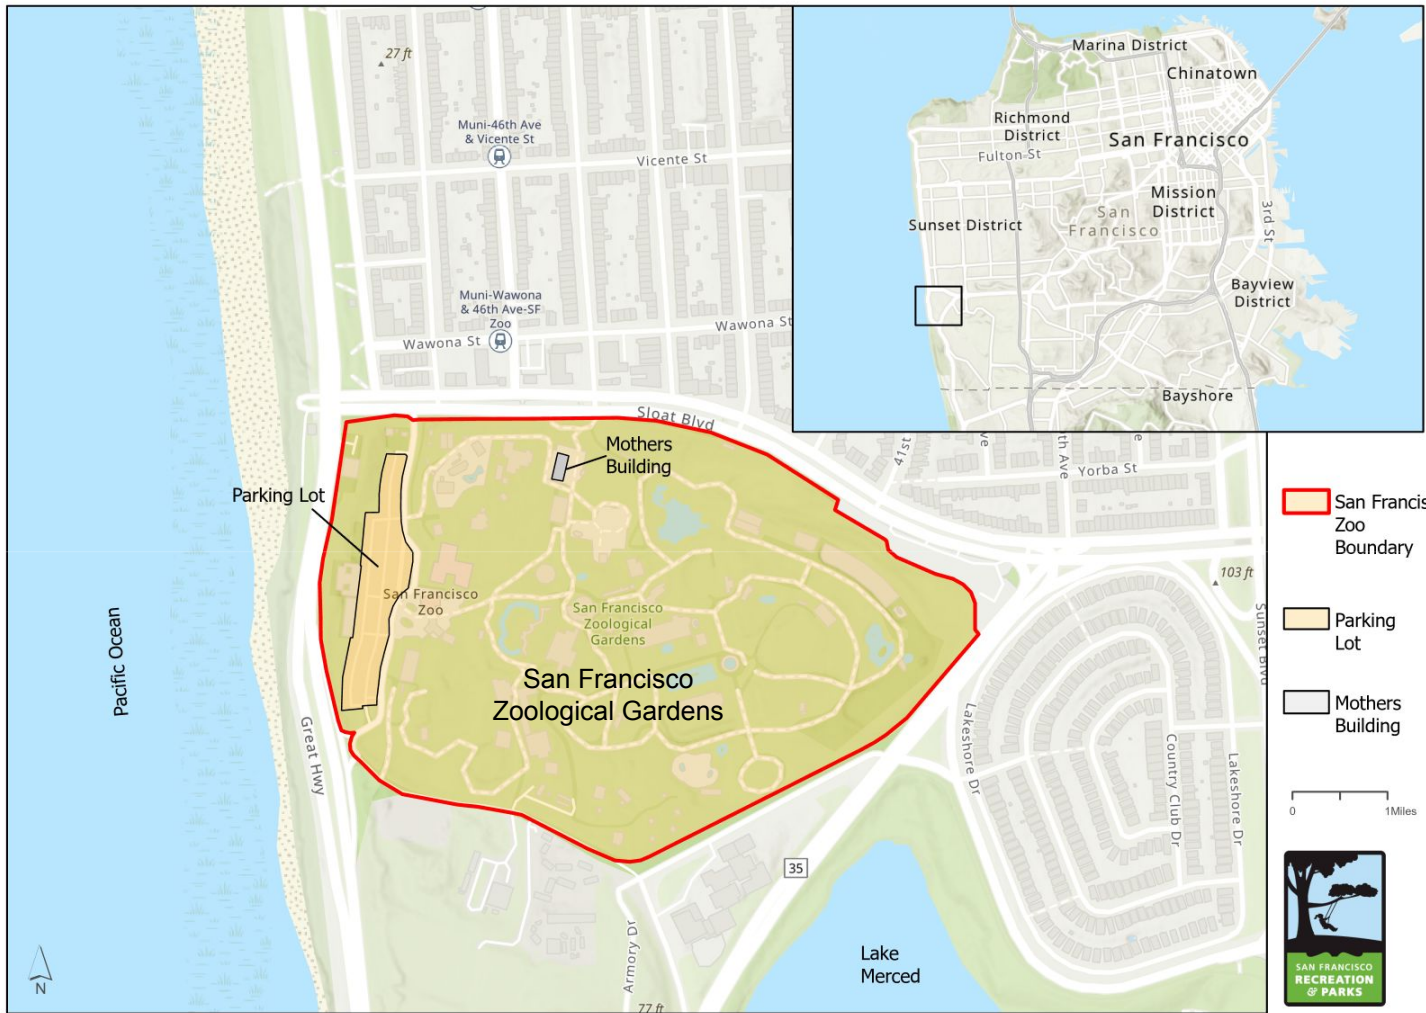 27 ft
Muni-46th Ave
& Vicente St
Vicente St
Muni-Wawona
& 46th Ave-SF
Zoo
Wawona St
Wawona St
Sloat Blvd
Mothers
Building
Parking Lot
San Francisco
Zoo
San Francisco
Zoological
Gardens
San Francisco
Zoological Gardens
Pacific Ocean
Great Hwy
Armory Dr
35
77 ft
Lake
Merced
41st
Ave
th Ave
e
Yorba St
103 ft
Sunset Blvd
Lakeshore Dr
Country Club Dr
Lakeshore Dr
N
Marina District
Chinatown
Richmond
District
San Francisco
Fulton St
Mission
District
Sunset District
San
Francisco
3rd St
Bayview
District
Bayshore
San Francis
Zoo
Boundary
Parking
Lot
Mothers
Building
0 1Miles
SAN FRANCISCO
RECREATION
& PARKS